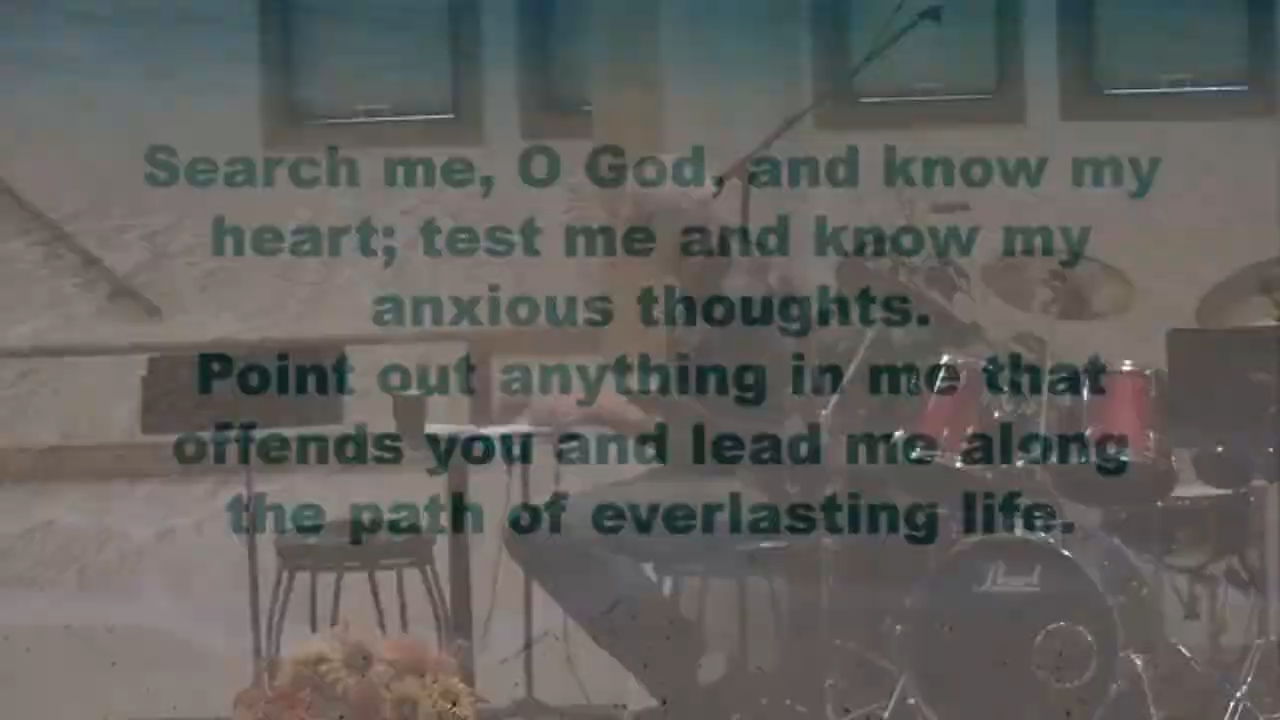 Search me, O God, and know my
heart; test me and know my
anxious thoughts.
Point out anything in me that
offends you and lead me along
the path of everlasting life.
Pearl